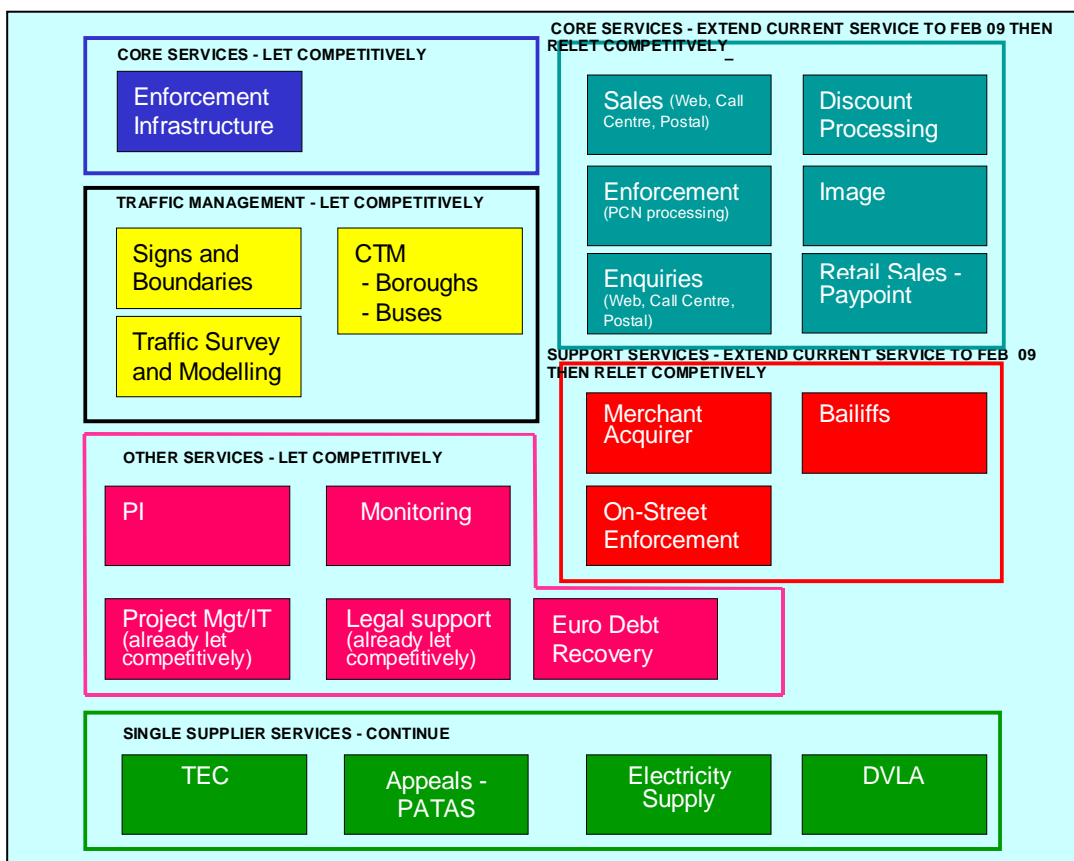 CORE SERVICES - LET COMPETITIVELY
Enforcement
Infrastructure
CORE SERVICES - EXTEND CURRENT SERVICE TO FEB 09 THEN
RELET COMPETITVELY_
Sales (Web, Call
Centre, Postal)
Discount
Processing
Enforcement
(PCN processing)
Image
Enquiries
(Web, Call Centre,
Postal)
Retail Sales -
Paypoint
TRAFFIC MANAGEMENT - LET COMPETITIVELY
Signs and
Boundaries
CTM
- Boroughs
- Buses
Traffic Survey
and Modelling
SUPPORT SERVICES - EXTEND CURRENT SERVICE TO FEB 09
THEN RELET COMPETIVELY
Merchant
Acquirer
Bailiffs
On-Street
Enforcement
OTHER SERVICES - LET COMPETITIVELY
PI
Monitoring
Project Mgt/IT
(already let
competitively)
Legal support
(already let
competitively)
Euro Debt
Recovery
SINGLE SUPPLIER SERVICES - CONTINUE
TEC
Appeals -
PATAS
Electricity
Supply
DVLA